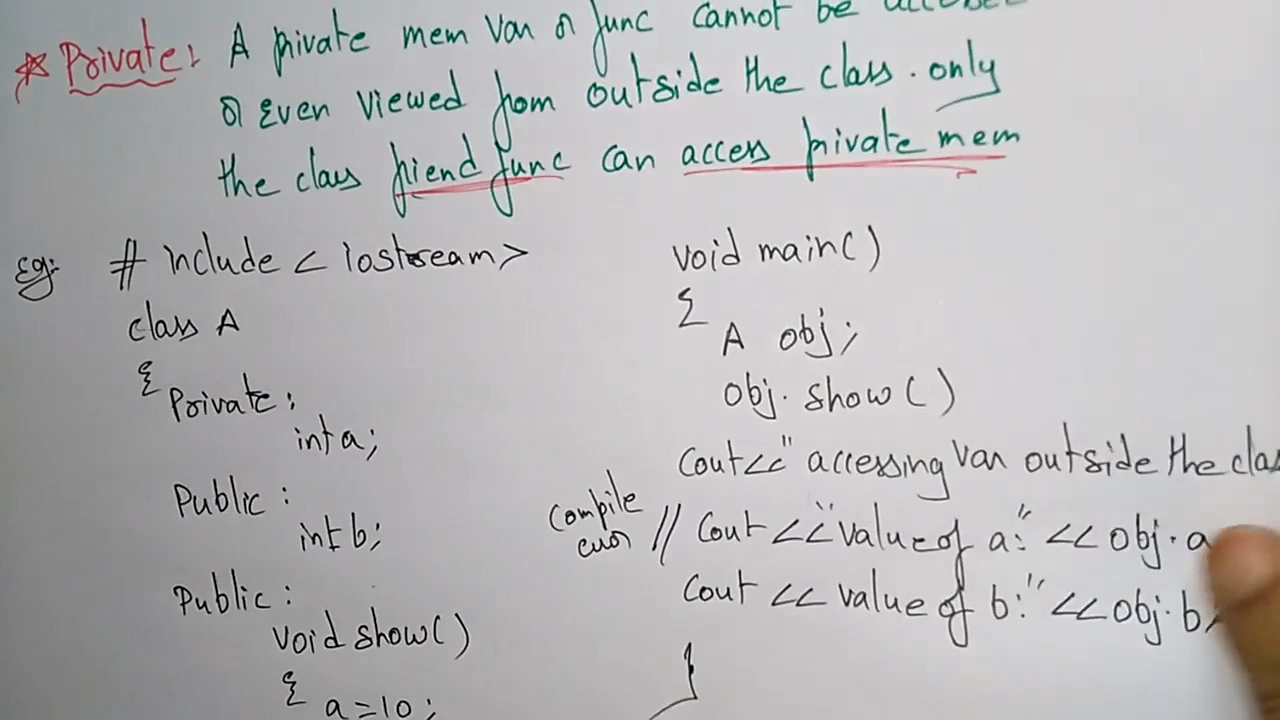 * Private: A private mem var or func cannot be
or even viewed from outside the class. only
the class friend func can access private mem
eg: # include < iostream>
class A
{ Private:
int a;
Public:
int b;
Public:
void show()
{ a=10;
void main()
{
A obj;
obj. show()
Cout<<" accessing var outside the clas
compile
error // Cout <<"value of a:" << obj.a
Cout << value of b:" <<obj.b;
}